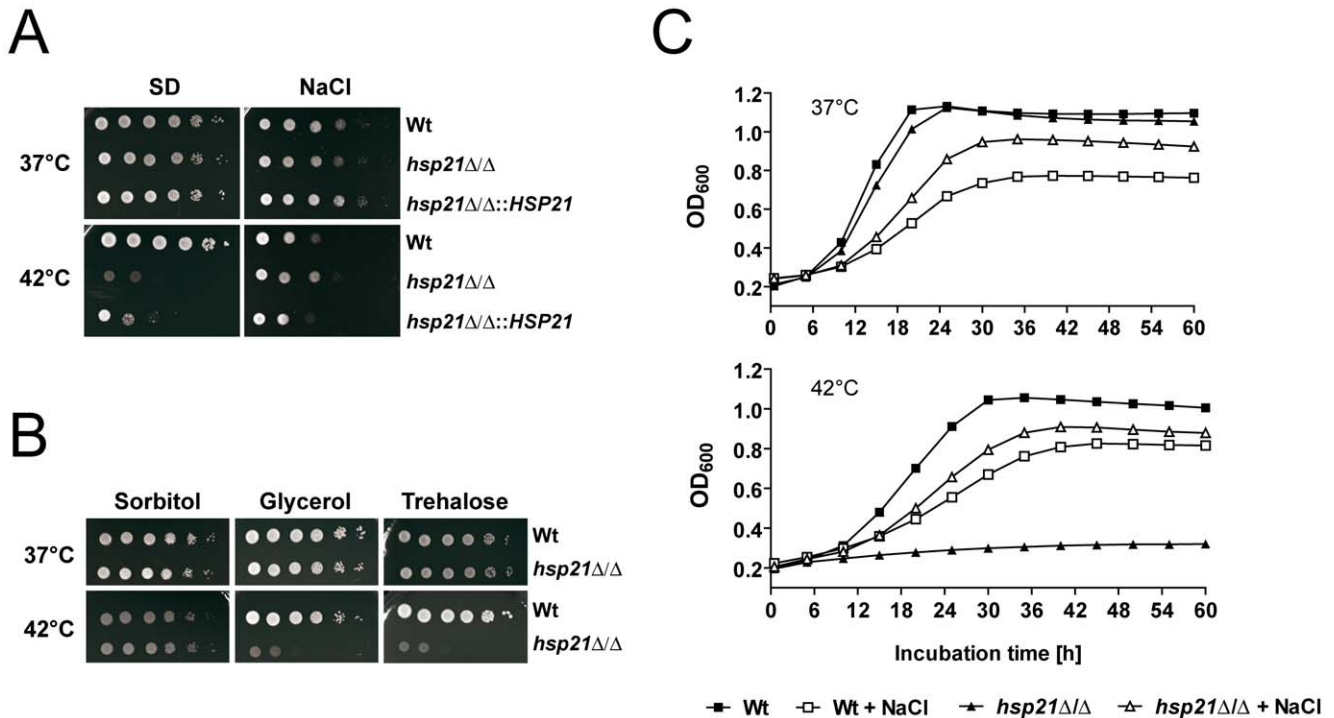 A
SD NaCl
37°C
Wt
hsp21Δ/Δ
hsp21Δ/Δ::HSP21
42°C
Wt
hsp21Δ/Δ
hsp21Δ/Δ::HSP21
B
Sorbitol Glycerol Trehalose
37°C
Wt
hsp21Δ/Δ
42°C
Wt
hsp21Δ/Δ
C
37°C
OD600
1.2
1.0
0.8
0.6
0.4
0.2
0 6 12 18 24 30 36 42 48 54 60
42°C
OD600
1.2
1.0
0.8
0.6
0.4
0.2
0 6 12 18 24 30 36 42 48 54 60
Incubation time [h]
Wt Wt + NaCl hsp21Δ/Δ hsp21Δ/Δ + NaCl